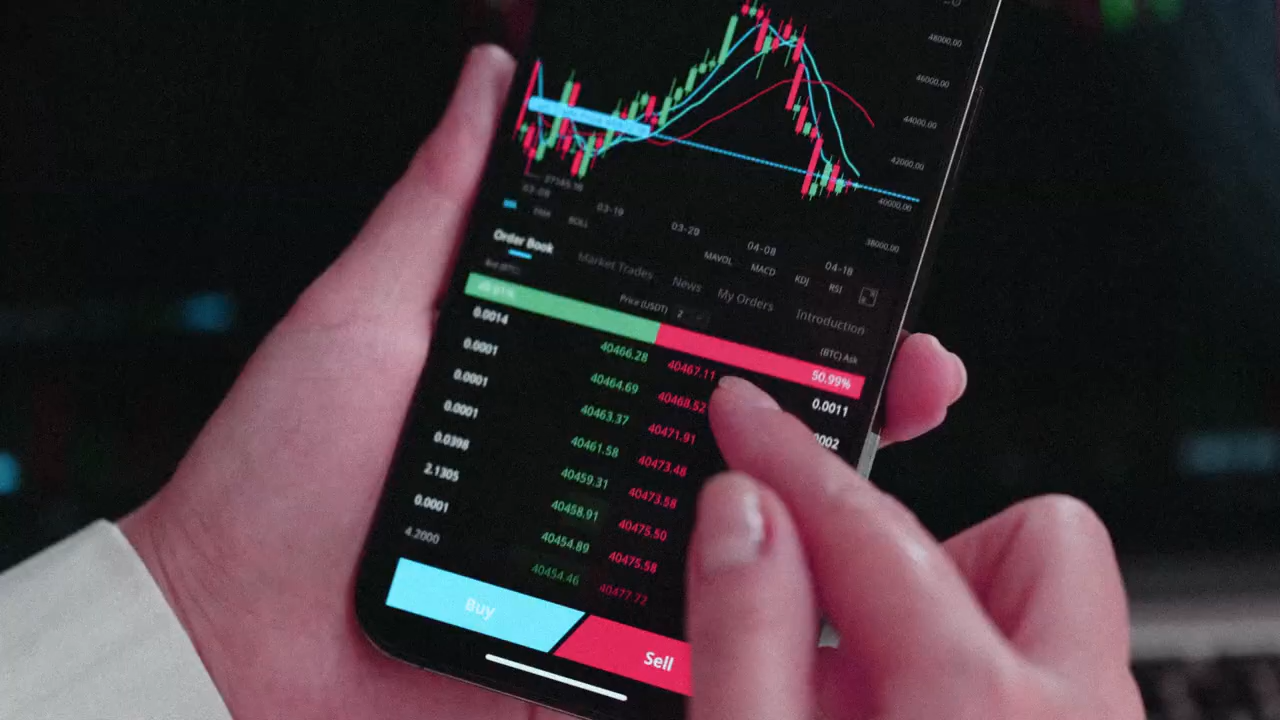 48000.00
46000.00
44000.00
42000.00
40000.00
38000.00
03-19
03-29
04-08
04-18
BOLL MAVOL MACD KDJ RSI
Order Book Market Trades News My Orders Introduction
Price (USDT) 2 (BTC) Ask
50.99%
0.0014 40466.28 40467.11 0.0011
0.0001 40464.69 40468.52
0.0001 40463.37 40471.91
0.0001 40461.58 40473.48
0.0398 40459.31 40473.58
2.1305 40458.91 40475.50
0.0001 40454.89 40475.58
4.2000 40454.46 40477.72
Buy Sell